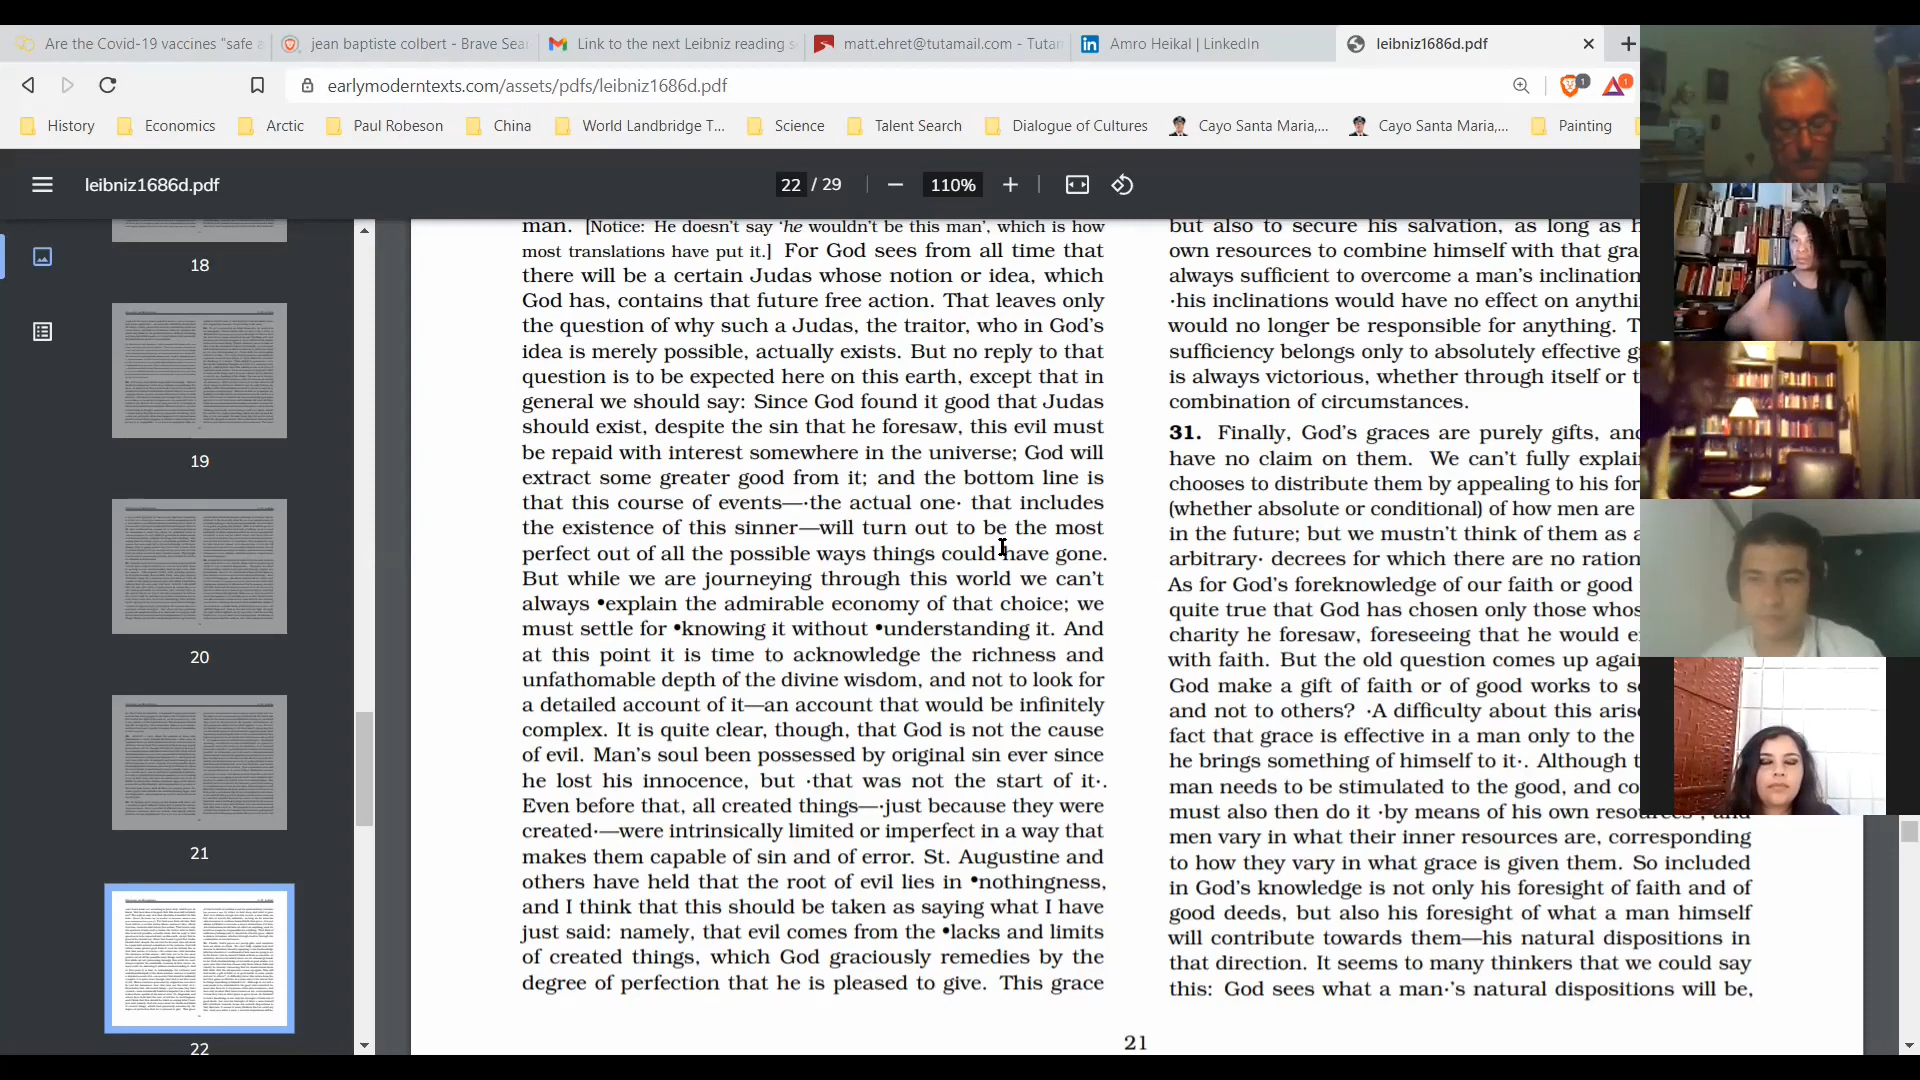 Are the Covid-19 vaccines "safe a
jean baptiste colbert - Brave Sea
Link to the next Leibniz reading s
matt.ehret@tutamail.com - Tutan
Amro Heikal | LinkedIn
leibniz1686d.pdf
earlymoderntexts.com/assets/pdfs/leibniz1686d.pdf
1
1
History
Economics
Arctic
Paul Robeson
China
World Landbridge T...
Science
Talent Search
Dialogue of Cultures
Cayo Santa Maria,...
Cayo Santa Maria,...
Painting
leibniz1686d.pdf
22 / 29
110%
18
19
20
21
22
man. [Notice: He doesn't say 'he wouldn't be this man', which is how
most translations have put it.] For God sees from all time that
there will be a certain Judas whose notion or idea, which
God has, contains that future free action. That leaves only
the question of why such a Judas, the traitor, who in God's
idea is merely possible, actually exists. But no reply to that
question is to be expected here on this earth, except that in
general we should say: Since God found it good that Judas
should exist, despite the sin that he foresaw, this evil must
be repaid with interest somewhere in the universe; God will
extract some greater good from it; and the bottom line is
that this course of events—·the actual one· that includes
the existence of this sinner—will turn out to be the most
perfect out of all the possible ways things could have gone.
But while we are journeying through this world we can't
always •explain the admirable economy of that choice; we
must settle for •knowing it without •understanding it. And
at this point it is time to acknowledge the richness and
unfathomable depth of the divine wisdom, and not to look for
a detailed account of it—an account that would be infinitely
complex. It is quite clear, though, that God is not the cause
of evil. Man's soul been possessed by original sin ever since
he lost his innocence, but ·that was not the start of it·.
Even before that, all created things—·just because they were
created·—were intrinsically limited or imperfect in a way that
makes them capable of sin and of error. St. Augustine and
others have held that the root of evil lies in •nothingness,
and I think that this should be taken as saying what I have
just said: namely, that evil comes from the •lacks and limits
of created things, which God graciously remedies by the
degree of perfection that he is pleased to give. This grace
but also to secure his salvation, as long as h
own resources to combine himself with that gra
always sufficient to overcome a man's inclination
·his inclinations would have no effect on anythi
would no longer be responsible for anything. T
sufficiency belongs only to absolutely effective g
is always victorious, whether through itself or t
combination of circumstances.
31. Finally, God's graces are purely gifts, and
have no claim on them. We can't fully explai
chooses to distribute them by appealing to his for
(whether absolute or conditional) of how men are
in the future; but we mustn't think of them as a
arbitrary· decrees for which there are no ration
As for God's foreknowledge of our faith or good
quite true that God has chosen only those whos
charity he foresaw, foreseeing that he would e
with faith. But the old question comes up agai
God make a gift of faith or of good works to s
and not to others? ·A difficulty about this aris
fact that grace is effective in a man only to the
he brings something of himself to it·. Although t
man needs to be stimulated to the good, and co
must also then do it ·by means of his own resources·, and
men vary in what their inner resources are, corresponding
to how they vary in what grace is given them. So included
in God's knowledge is not only his foresight of faith and of
good deeds, but also his foresight of what a man himself
will contribute towards them—his natural dispositions in
that direction. It seems to many thinkers that we could say
this: God sees what a man·'s natural dispositions will be,
21